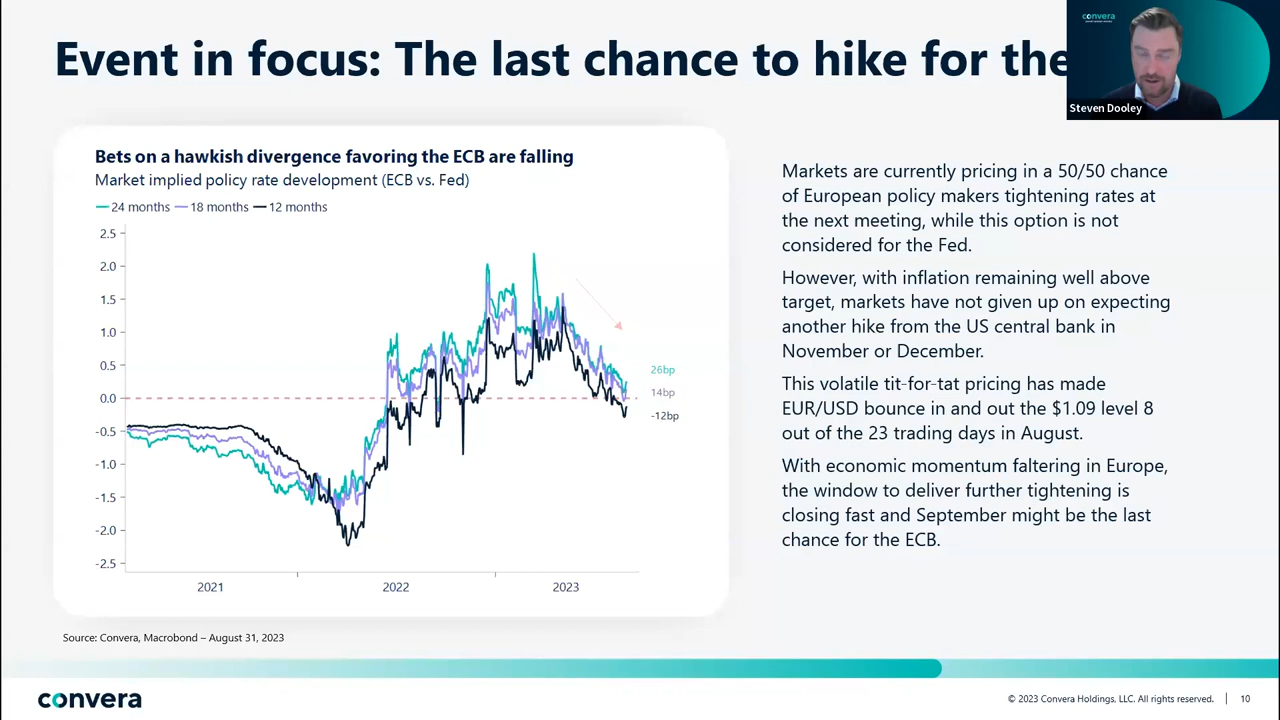 Event in focus: The last chance to hike for the
convera
Steven Dooley
Bets on a hawkish divergence favoring the ECB are falling
Market implied policy rate development (ECB vs. Fed)
24 months 18 months 12 months
2.5
2.0
1.5
1.0
0.5
0.0
-0.5
-1.0
-1.5
-2.0
-2.5
26bp
14bp
-12bp
2021 2022 2023
Source: Convera, Macrobond – August 31, 2023
Markets are currently pricing in a 50/50 chance
of European policy makers tightening rates at
the next meeting, while this option is not
considered for the Fed.
However, with inflation remaining well above
target, markets have not given up on expecting
another hike from the US central bank in
November or December.
This volatile tit-for-tat pricing has made
EUR/USD bounce in and out the $1.09 level 8
out of the 23 trading days in August.
With economic momentum faltering in Europe,
the window to deliver further tightening is
closing fast and September might be the last
chance for the ECB.
convera
© 2023 Convera Holdings, LLC. All rights reserved. | 10